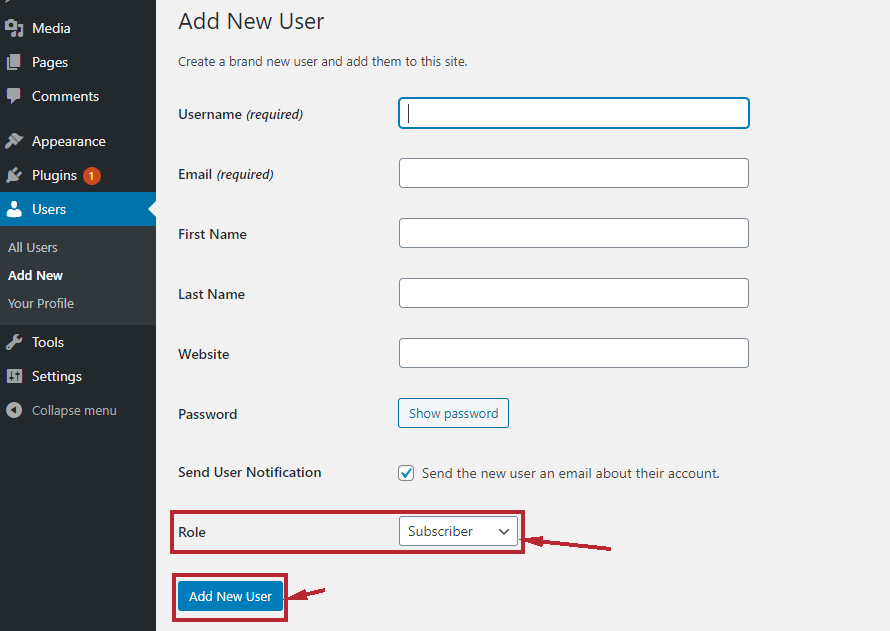 Media
Pages
Comments
Appearance
Plugins 1
Users
All Users
Add New
Your Profile
Tools
Settings
Collapse menu
Add New User
Create a brand new user and add them to this site.
Username (required)
Email (required)
First Name
Last Name
Website
Password Show password
Send User Notification Send the new user an email about their account.
Role Subscriber
Add New User